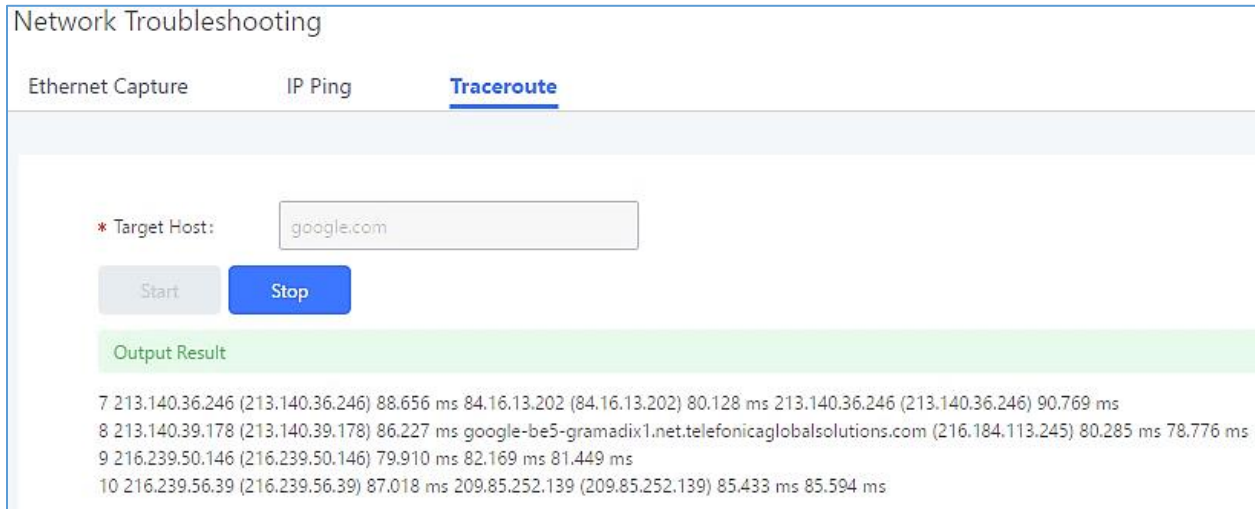 Network Troubleshooting
Ethernet Capture IP Ping Traceroute
* Target Host: google.com
Start Stop
Output Result
7 213.140.36.246 (213.140.36.246) 88.656 ms 84.16.13.202 (84.16.13.202) 80.128 ms 213.140.36.246 (213.140.36.246) 90.769 ms
8 213.140.39.178 (213.140.39.178) 86.227 ms google-be5-gramadix1.net.telefonicaglobalsolutions.com (216.184.113.245) 80.285 ms 78.776 ms
9 216.239.50.146 (216.239.50.146) 79.910 ms 82.169 ms 81.449 ms
10 216.239.56.39 (216.239.56.39) 87.018 ms 209.85.252.139 (209.85.252.139) 85.433 ms 85.594 ms